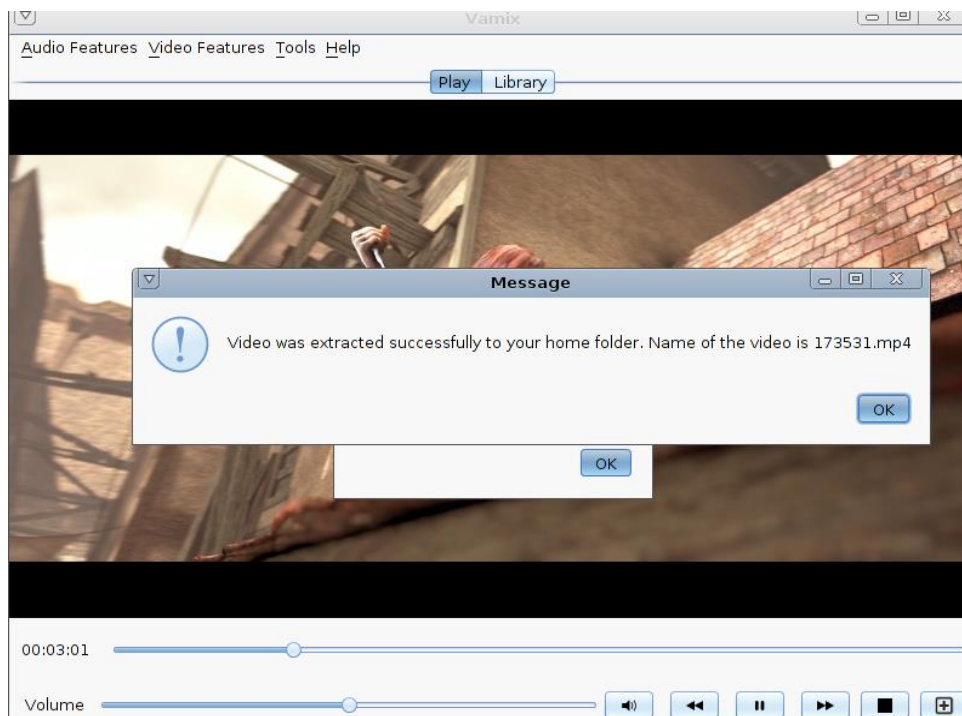 Vamix
Audio Features Video Features Tools Help
Play Library
Message
Video was extracted successfully to your home folder. Name of the video is 173531.mp4
OK
OK
00:03:01
Volume